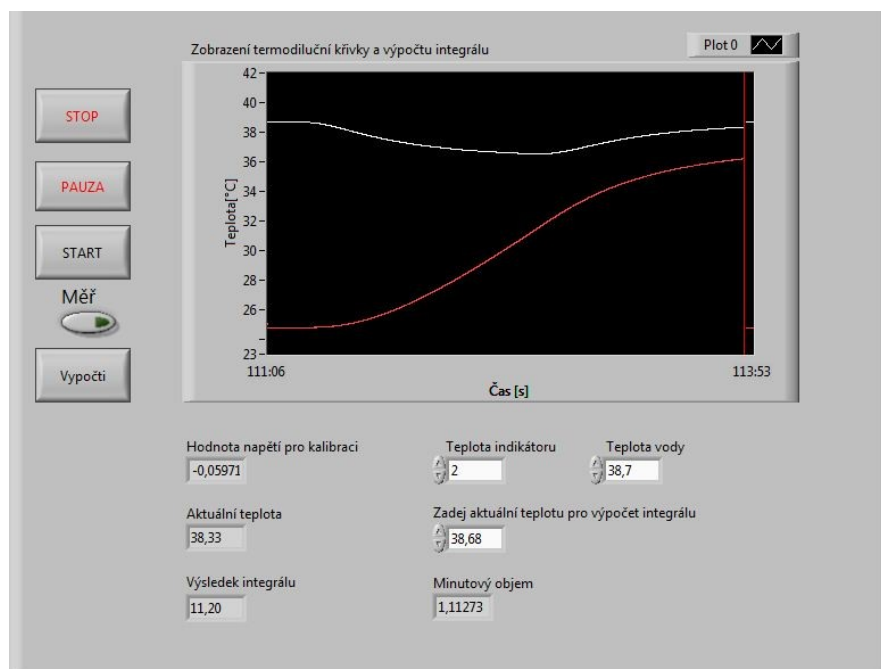 Zobrazení termodiluční křivky a výpočtu integrálu
Plot 0
STOP
PAUZA
START
Měř
Vypočti
Teplota[°C]
42
40
38
36
34
32
30
28
26
23
111:06
113:53
Čas [s]
Hodnota napětí pro kalibraci
-0,05971
Teplota indikátoru
2
Teplota vody
38,7
Aktuální teplota
38,33
Zadej aktuální teplotu pro výpočet integrálu
38,68
Výsledek integrálu
11,20
Minutový objem
1,11273